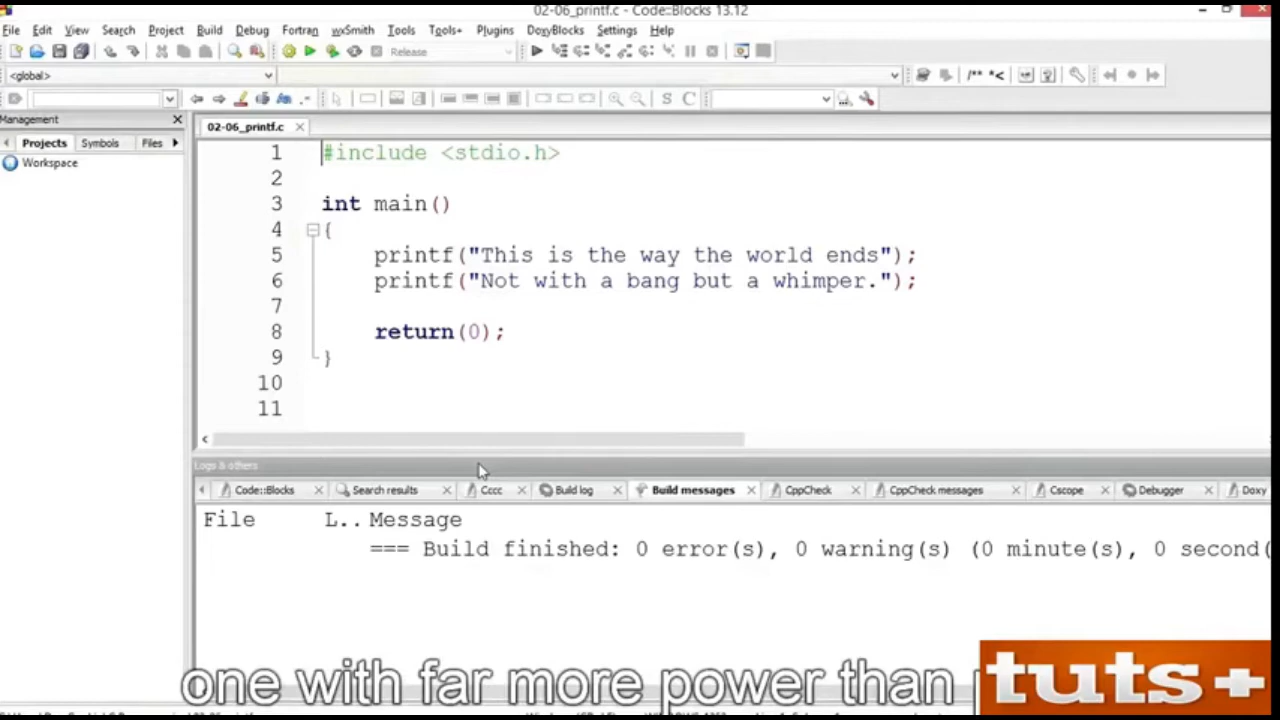 02-06_printf.c - Code::Blocks 13.12
File Edit View Search Project Build Debug Fortran wxSmith Tools Tools+ Plugins DoxyBlocks Settings Help
Release
<global>
/** *<
S C
Management
Projects Symbols Files
Workspace
02-06_printf.c
1 #include <stdio.h>
2
3 int main()
4 {
5 printf("This is the way the world ends");
6 printf("Not with a bang but a whimper.");
7
8 return(0);
9 }
10
11
Logs & others
Code::Blocks Search results Cccc Build log Build messages CppCheck CppCheck messages Cscope Debugger Doxy
File L.. Message
=== Build finished: 0 error(s), 0 warning(s) (0 minute(s), 0 second(
one with far more power than
tuts+